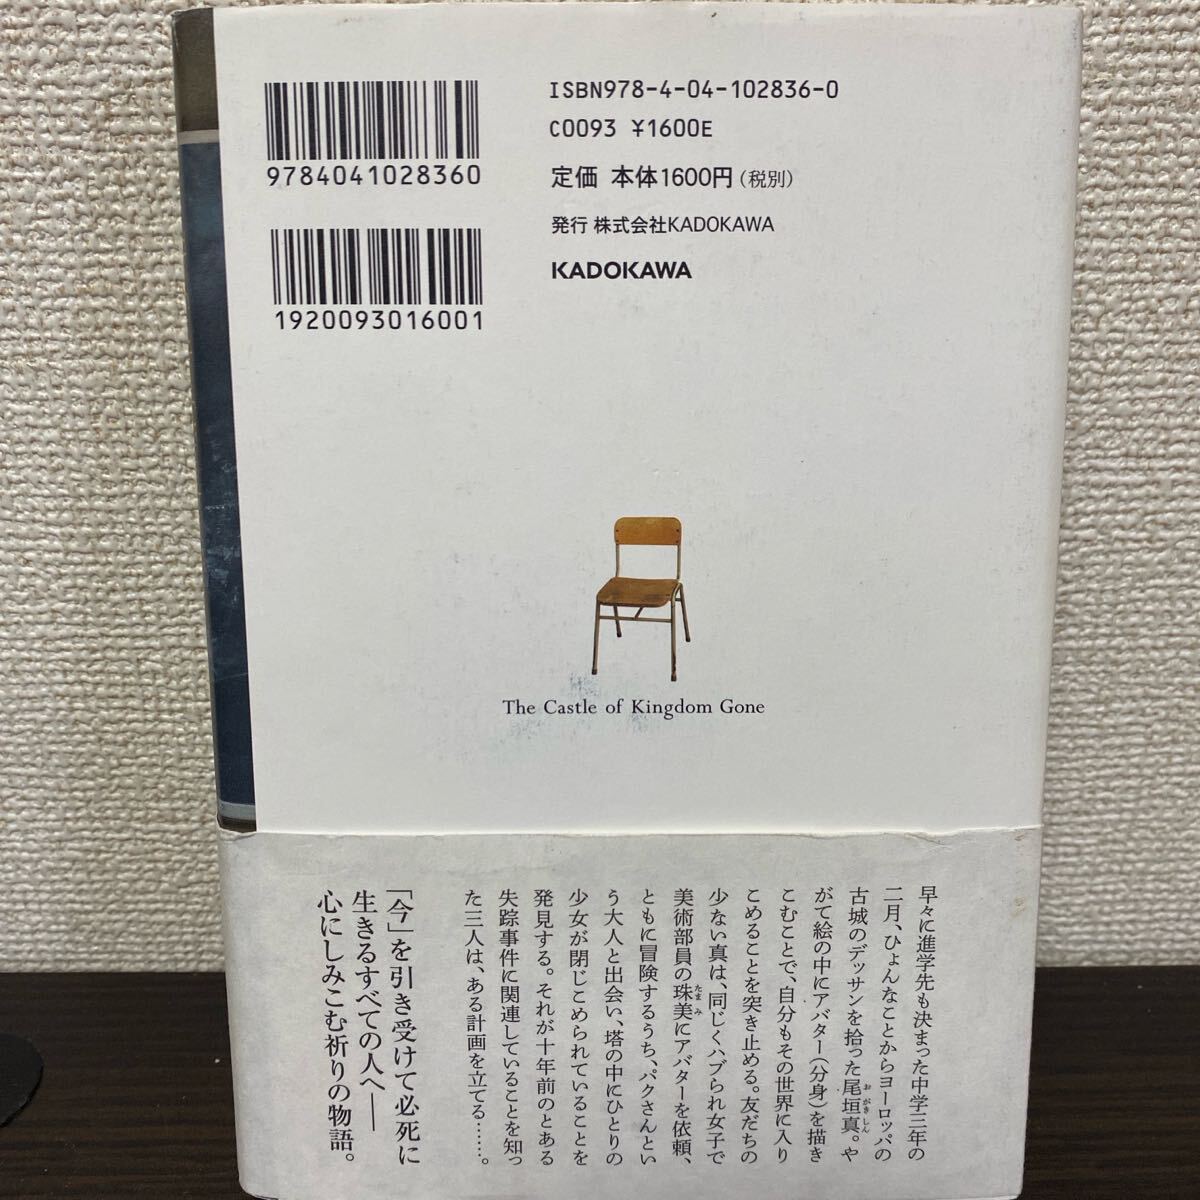 ISBN978-4-04-102836-0
C0093 ¥1600E
9784041028360
定価 本体1600円(税別)
発行 株式会社KADOKAWA
KADOKAWA
1920093016001
The Castle of Kingdom Gone
早々に進学先も決まった中学三年の
二月、ひょんなことからヨーロッパの
古城のデッサンを拾った尾垣真。や
おがきしん
がて絵の中にアバター(分身)を描き
こむことで、自分もその世界に入り
こめることを突き止める。友だちの
少ない真は、同じくハブられ女子で
美術部員の珠美にアバターを依頼、
たまみ
ともに冒険するうち、パクさんとい
う大人と出会い、塔の中にひとりの
少女が閉じこめられていることを
発見する。それが十年前のとある
失踪事件に関連していることを知っ
た三人は、ある計画を立てる……。
「今」を引き受けて必死に
生きるすべての人へ――
心にしみこむ祈りの物語。